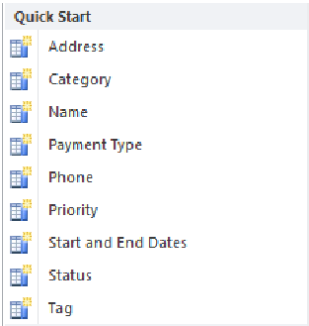 Quick Start
Address
Category
Name
Payment Type
Phone
Priority
Start and End Dates
Status
Tag